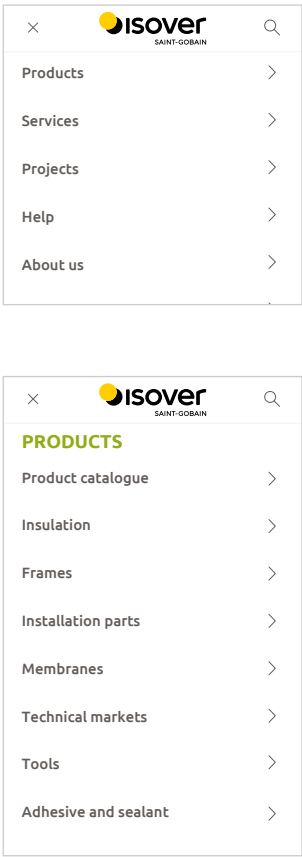 isover
SAINT-GOBAIN
Products
Services
Projects
Help
About us
isover
SAINT-GOBAIN
PRODUCTS
Product catalogue
Insulation
Frames
Installation parts
Membranes
Technical markets
Tools
Adhesive and sealant